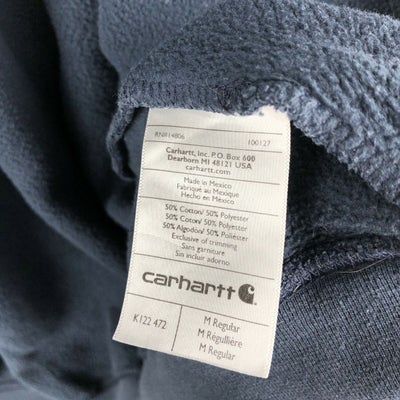 RN#14806 100127
Carhartt, Inc. P.O. Box 600
Dearborn MI 48121 USA
carhartt.com
Made in Mexico
Fabriqué au Mexique
Hecho en México
50% Cotton/ 50% Polyester
50% Coton/ 50% Polyester
50% Algodón/ 50% Poliéster
Exclusive of trimming
Sans garniture
Sin incluir adorno
carhartt
K122 472
M Regular
M Régulière
M Regular